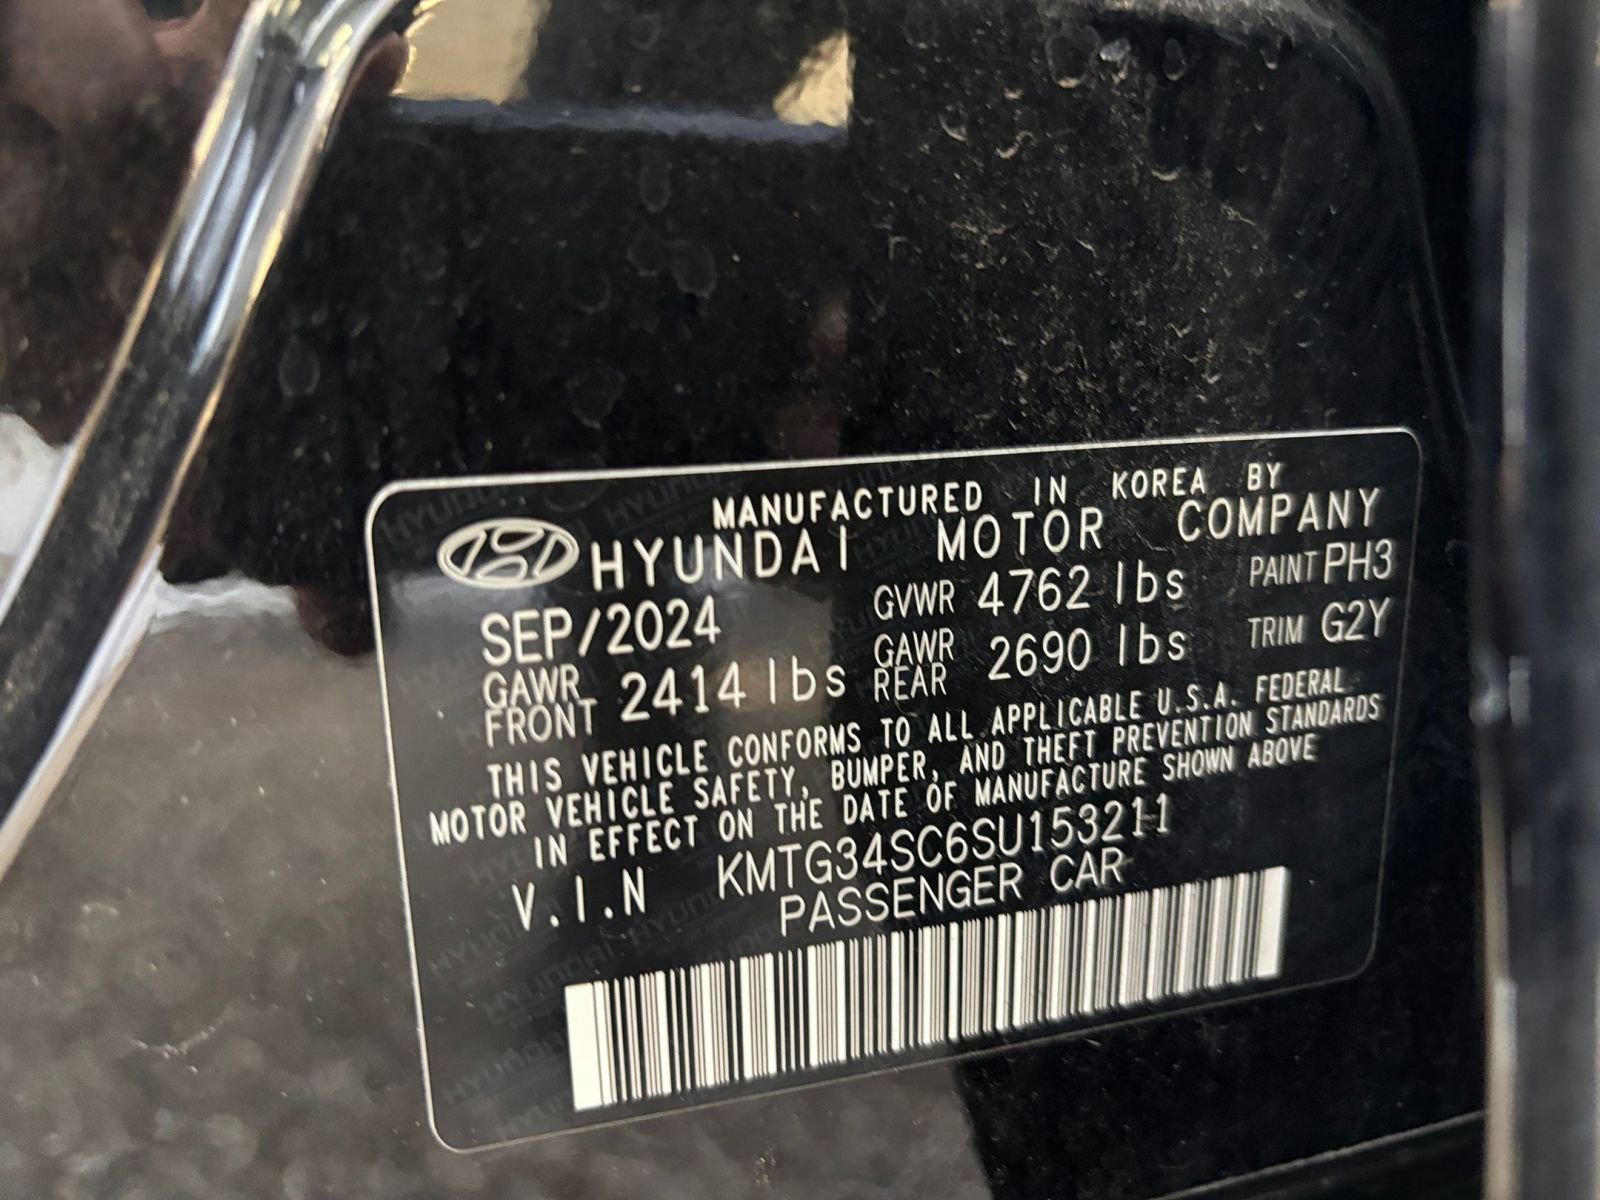 MANUFACTURED IN KOREA BY
HYUNDAI MOTOR COMPANY
SEP/2024 GVWR 4762 lbs PAINT PH3
GAWR FRONT 2414 lbs GAWR REAR 2690 lbs TRIM G2Y
THIS VEHICLE CONFORMS TO ALL APPLICABLE U.S.A. FEDERAL
MOTOR VEHICLE SAFETY, BUMPER, AND THEFT PREVENTION STANDARDS
IN EFFECT ON THE DATE OF MANUFACTURE SHOWN ABOVE
V.I.N KMTG34SC6SU153211
PASSENGER CAR